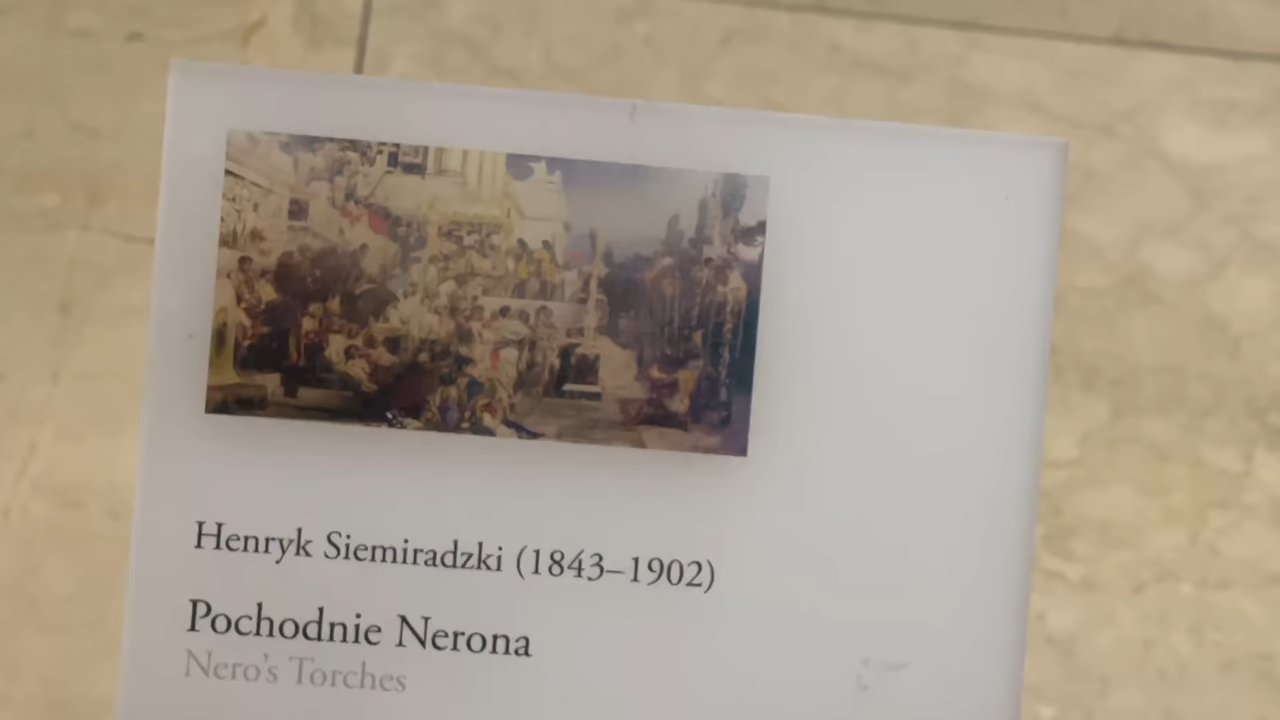 Henryk Siemiradzki (1843–1902)
Pochodnie Nerona
Nero's Torches